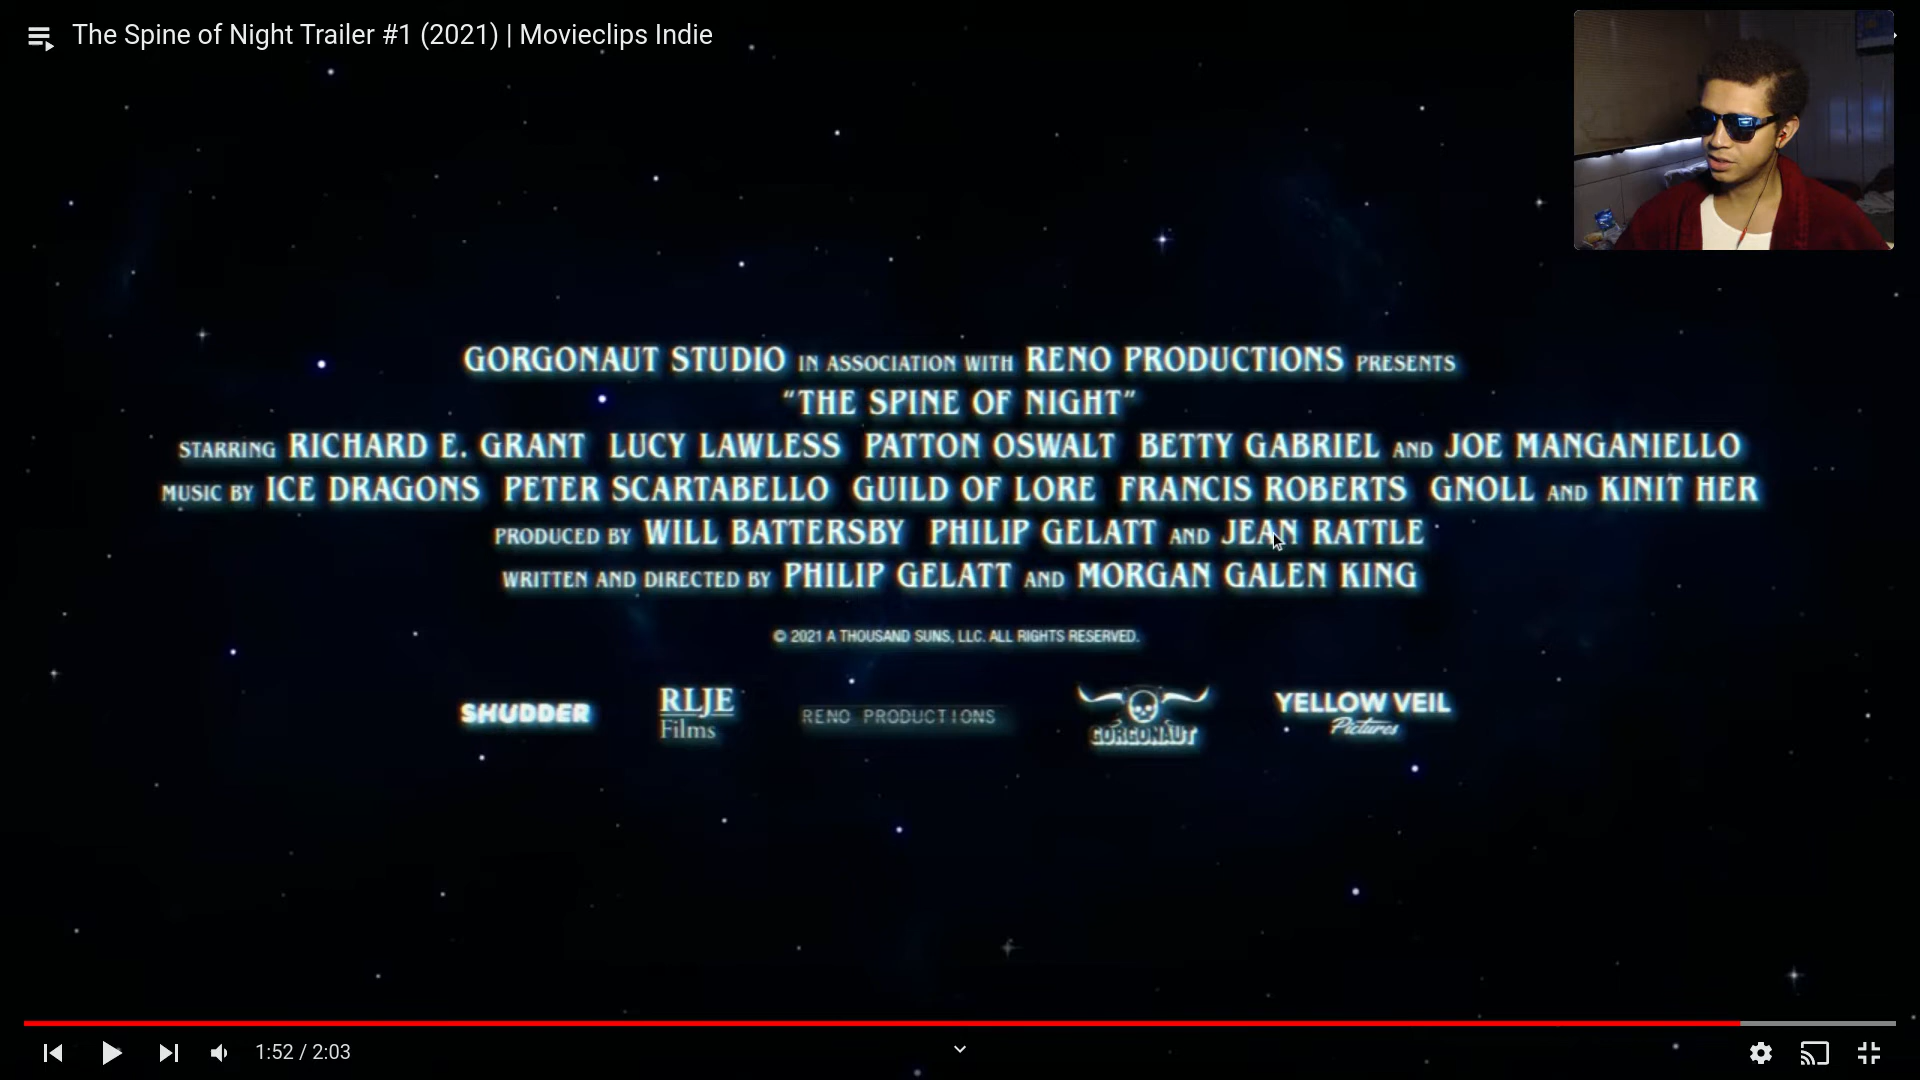 The Spine of Night Trailer #1 (2021) | Movieclips Indie
GORGONAUT STUDIO IN ASSOCIATION WITH RENO PRODUCTIONS PRESENTS
“THE SPINE OF NIGHT”
STARRING RICHARD E. GRANT LUCY LAWLESS PATTON OSWALT BETTY GABRIEL AND JOE MANGANIELLO
MUSIC BY ICE DRAGONS PETER SCARTABELLO GUILD OF LORE FRANCIS ROBERTS GNOLL AND KINIT HER
PRODUCED BY WILL BATTERSBY PHILIP GELATT AND JEAN RATTLE
WRITTEN AND DIRECTED BY PHILIP GELATT AND MORGAN GALEN KING
© 2021 A THOUSAND SUNS, LLC. ALL RIGHTS RESERVED.
SHUDDER
RLJE
Films
RENO PRODUCTIONS
GORGONAUT
YELLOW VEIL
Pictures
1:52 / 2:03